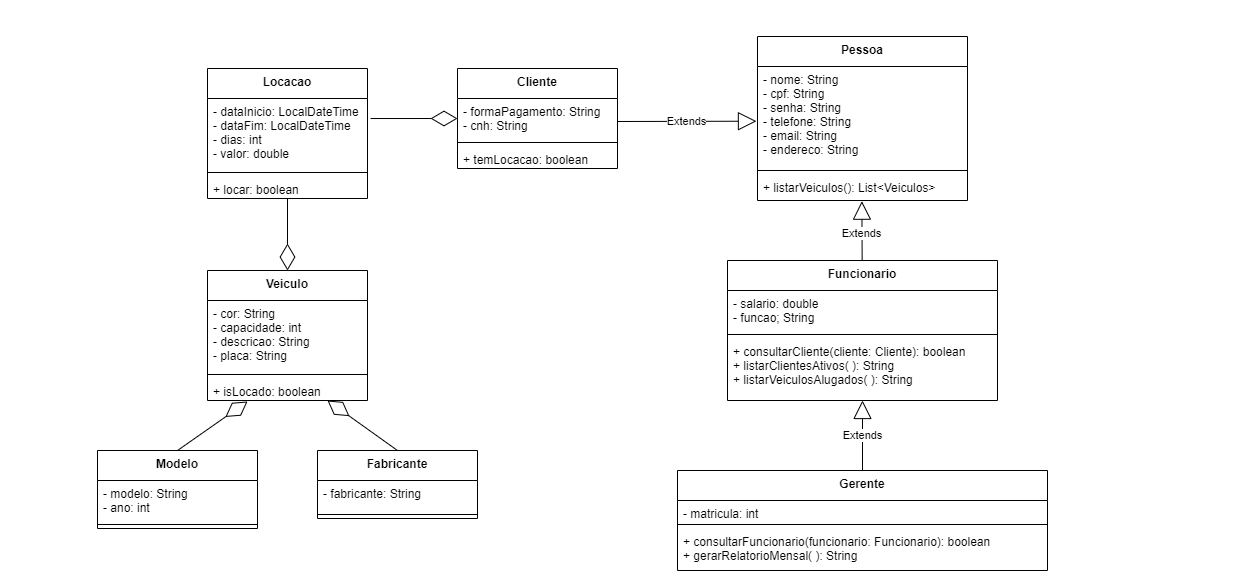 Locacao
- dataInicio: LocalDateTime
- dataFim: LocalDateTime
- dias: int
- valor: double
+ locar: boolean
Cliente
- formaPagamento: String
- cnh: String
+ temLocacao: boolean
Extends
Pessoa
- nome: String
- cpf: String
- senha: String
- telefone: String
- email: String
- endereco: String
+ listarVeiculos(): List<Veiculos>
Extends
Veiculo
- cor: String
- capacidade: int
- descricao: String
- placa: String
+ isLocado: boolean
Funcionario
- salario: double
- funcao; String
+ consultarCliente(cliente: Cliente): boolean
+ listarClientesAtivos( ): String
+ listarVeiculosAlugados( ): String
Extends
Modelo
- modelo: String
- ano: int
Fabricante
- fabricante: String
Gerente
- matricula: int
+ consultarFuncionario(funcionario: Funcionario): boolean
+ gerarRelatorioMensal( ): String